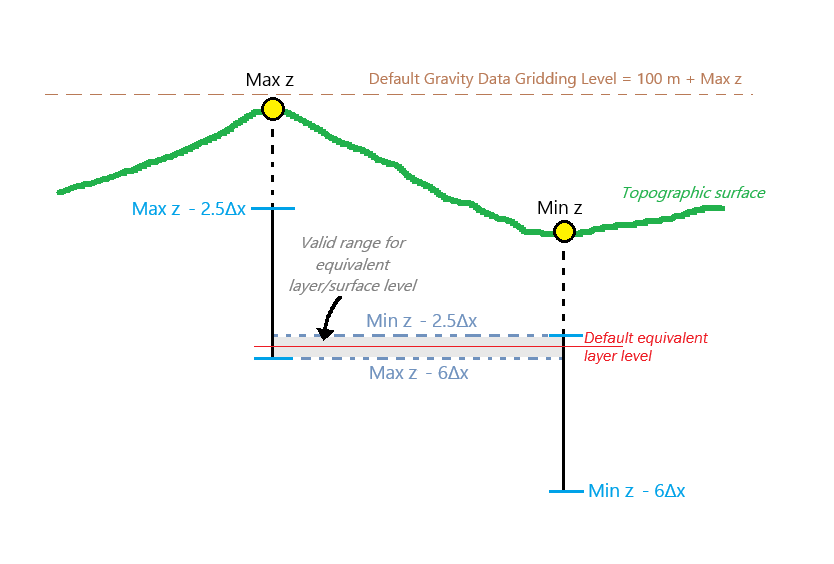 Max z
Default Gravity Data Gridding Level = 100 m + Max z
Topographic surface
Max z - 2.5Δx
Min z
Valid range for
equivalent
layer/surface level
Min z - 2.5Δx
Default equivalent
layer level
Max z - 6Δx
Min z - 6Δx